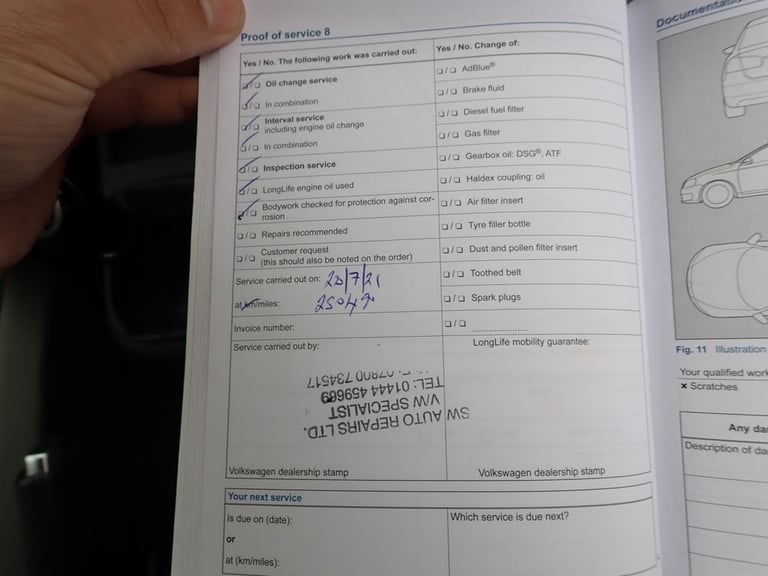 Proof of service 8
Yes / No. The following work was carried out:
Yes / No. Change of:
Oil change service
In combination
Interval service
including engine oil change
In combination
Inspection service
LongLife engine oil used
Bodywork checked for protection against cor-
rosion
Repairs recommended
Customer request
(this should also be noted on the order)
AdBlue®
Brake fluid
Diesel fuel filter
Gas filter
Gearbox oil: DSG®, ATF
Haldex coupling: oil
Air filter insert
Tyre filler bottle
Dust and pollen filter insert
Toothed belt
Spark plugs
Service carried out on: 23/7/21
at km/miles:
Invoice number:
Service carried out by:
LongLife mobility guarantee:
SW AUTO REPAIRS LTD.
V/W SPECIALIST
TEL: 01444 459669
07800 734517
Volkswagen dealership stamp
Volkswagen dealership stamp
Your next service
Is due on (date):
or
at (km/miles):
Which service is due next?
Fig. 11 Illustration
Your qualified
× Scratches
Any
Description of